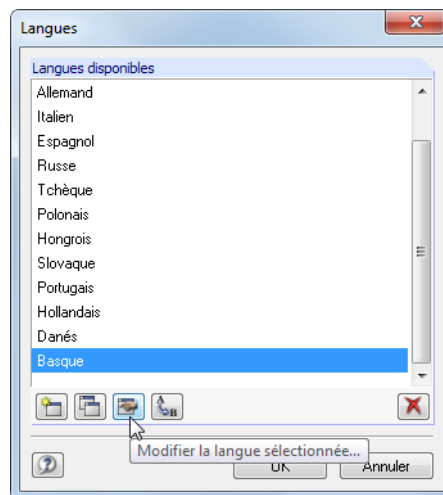 Langues
Langues disponibles
Allemand
Italien
Espagnol
Russe
Tchèque
Polonais
Hongrois
Slovaque
Portugais
Hollandais
Danés
Basque
A
B
Modifier la langue sélectionnée...
OK
Annuler